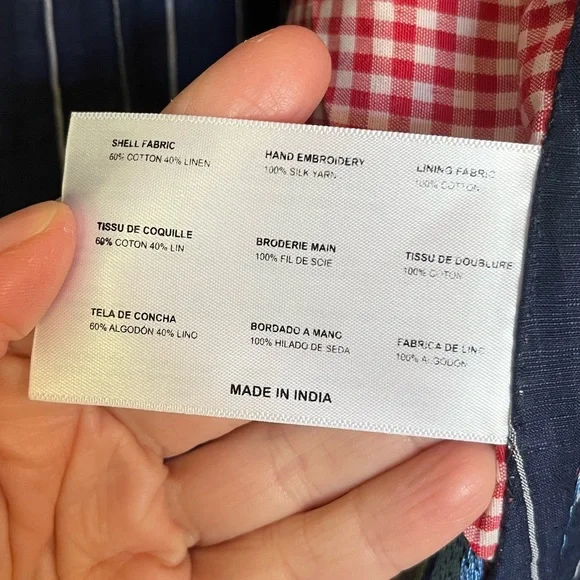 SHELL FABRIC
60% COTTON 40% LINEN
HAND EMBROIDERY
100% SILK YARN
LINING FABRIC
100% COTTON
TISSU DE COQUILLE
60% COTON 40% LIN
BRODERIE MAIN
100% FIL DE SOIE
TISSU DE DOUBLURE
100% COTON
TELA DE CONCHA
60% ALGODÓN 40% LINO
BORDADO A MANO
100% HILADO DE SEDA
FABRICA DE LINO
100% ALGODÓN
MADE IN INDIA